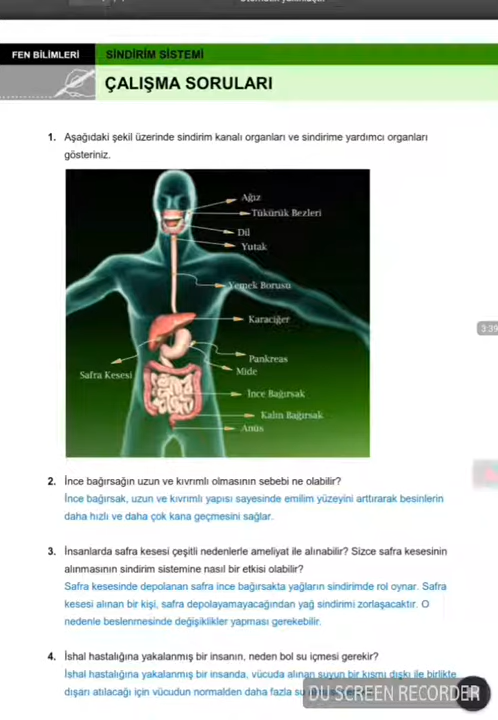 FEN BİLİMLERİ
SİNDİRİM SİSTEMİ
ÇALIŞMA SORULARI
1. Aşağıdaki şekil üzerinde sindirim kanalı organları ve sindirime yardımcı organları
gösteriniz.
Ağız
Tükürük Bezleri
Dil
Yutak
Yemek Borusu
Karaciğer
Pankreas
Mide
Safra Kesesi
İnce Bağırsak
Kalın Bağırsak
Anüs
3:39
2. İnce bağırsağın uzun ve kıvrımlı olmasının sebebi ne olabilir?
İnce bağırsak, uzun ve kıvrımlı yapısı sayesinde emilim yüzeyini arttırarak besinlerin
daha hızlı ve daha çok kana geçmesini sağlar.
3. İnsanlarda safra kesesi çeşitli nedenlerle ameliyat ile alınabilir? Sizce safra kesesinin
alınmasının sindirim sistemine nasıl bir etkisi olabilir?
Safra kesesinde depolanan safra ince bağırsakta yağların sindirimde rol oynar. Safra
kesesi alınan bir kişi, safra depolayamayacağından yağ sindirimi zorlaşacaktır. O
nedenle beslenmesinde değişiklikler yapması gerekebilir.
4. İshal hastalığına yakalanmış bir insanın, neden bol su içmesi gerekir?
İshal hastalığına yakalanmış bir insanda, vücuda alınan suyun bir kısmı dışkı ile birlikte
dışarı atılacağı için vücudun normalden daha fazla su
DU SCREEN RECORDER